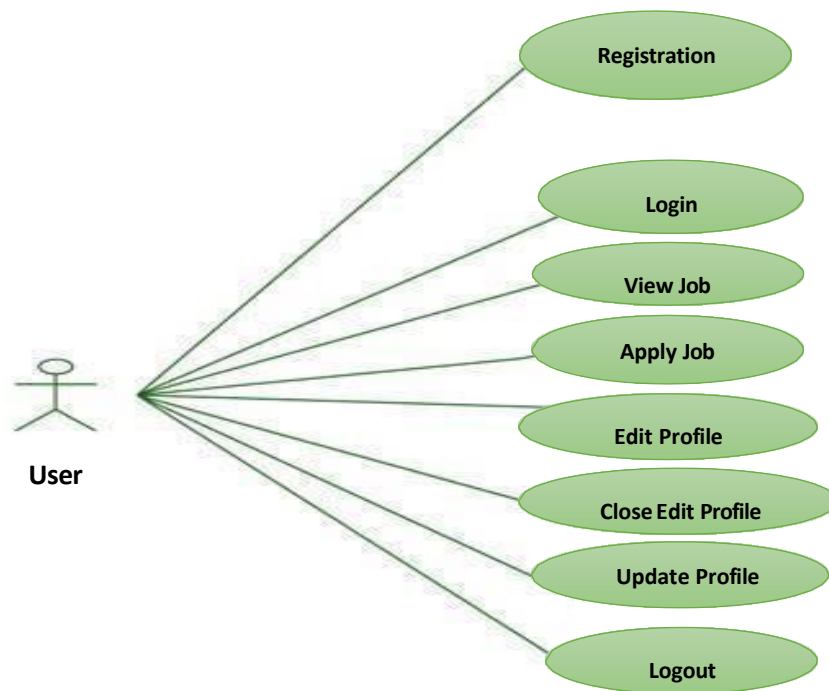 Registration
Login
View Job
Apply Job
Edit Profile
User
Close Edit Profile
Update Profile
Logout